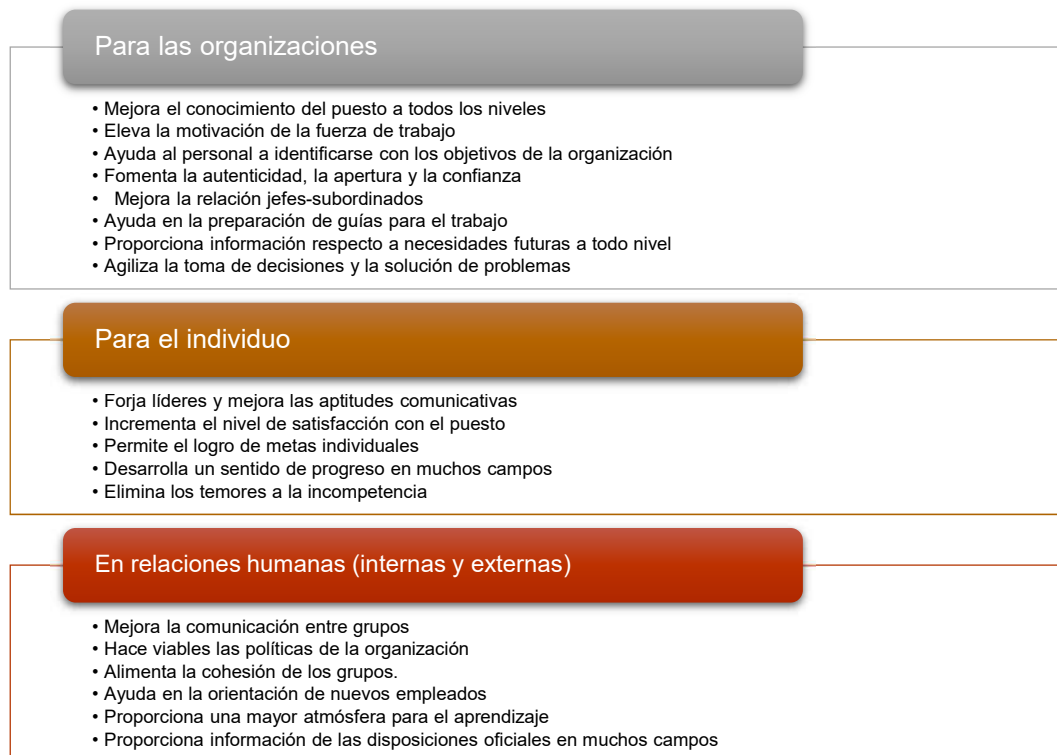 Para las organizaciones
• Mejora el conocimiento del puesto a todos los niveles
• Eleva la motivación de la fuerza de trabajo
• Ayuda al personal a identificarse con los objetivos de la organización
• Fomenta la autenticidad, la apertura y la confianza
• Mejora la relación jefes-subordinados
• Ayuda en la preparación de guías para el trabajo
• Proporciona información respecto a necesidades futuras a todo nivel
• Agiliza la toma de decisiones y la solución de problemas
Para el individuo
• Forja líderes y mejora las aptitudes comunicativas
• Incrementa el nivel de satisfacción con el puesto
• Permite el logro de metas individuales
• Desarrolla un sentido de progreso en muchos campos
• Elimina los temores a la incompetencia
En relaciones humanas (internas y externas)
• Mejora la comunicación entre grupos
• Hace viables las políticas de la organización
• Alimenta la cohesión de los grupos.
• Ayuda en la orientación de nuevos empleados
• Proporciona una mayor atmósfera para el aprendizaje
• Proporciona información de las disposiciones oficiales en muchos campos